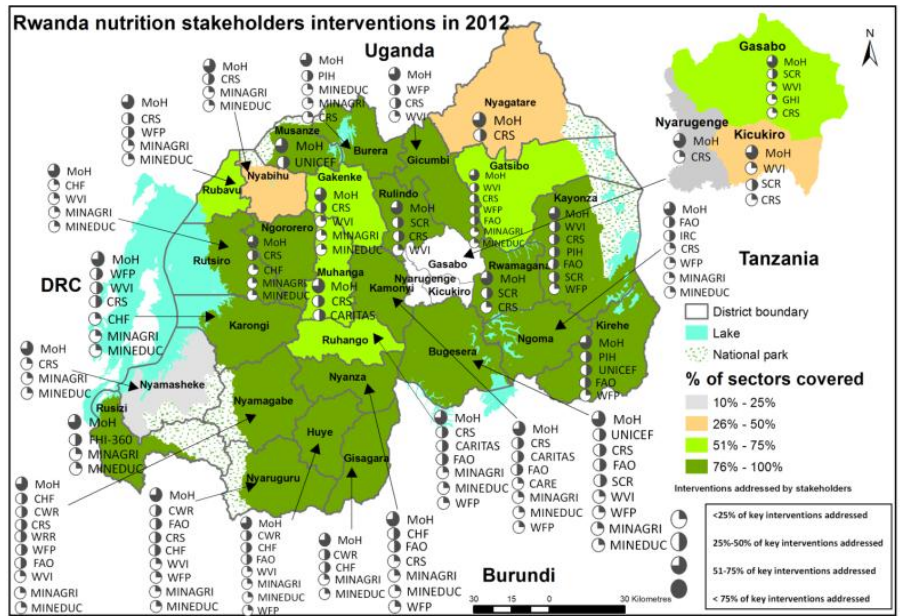 Rwanda nutrition stakeholders interventions in 2012
Uganda
N
Gasabo
MoH
SCR
WVI
GHI
CRS
Nyarugenge
MoH
CRS
Kicukiro
MoH
WVI
SCR
CRS
MoH
CRS
MINAGRI
MINEDUC
MoH
PIH
MINEDUC
MINAGRI
CRS
MoH
WFP
CRS
WVI
Nyagatare
MoH
CRS
MoH
CRS
WFP
MINAGRI
MINEDUC
Musanze
MoH
UNICEF
Burera
Gicumbi
Rubavu
Nyabihu
Gakenke
MoH
CRS
WVI
MINAGRI
MINEDUC
Rulindo
MoH
SCR
CRS
WVI
Gatsibo
MoH
WVI
CRS
WFP
FAO
MINAGRI
MINEDUC
Kayonza
MoH
WVI
CRS
PIH
FAO
SCR
WFP
MoH
CHF
WVI
MINAGRI
MINEDUC
Ngororero
MoH
CRS
CHF
MINAGRI
MINEDUC
Rutsiro
MoH
FAO
IRC
CRS
WFP
MINAGRI
MINEDUC
Tanzania
DRC
MoH
WFP
WVI
CRS
CHF
MINAGRI
MINEDUC
Muhanga
MoH
CRS
CARITAS
Kamonyi
Gasabo
Nyarugenge
Kicukiro
Rwamagana
MoH
SCR
CRS
Karongi
Ruhango
Bugesera
Ngoma
Kirehe
MoH
PIH
UNICEF
FAO
WFP
MoH
CRS
MINAGRI
MINEDUC
Nyamasheke
Rusizi
MoH
FHI-360
MINAGRI
MINEDUC
Nyamagabe
Nyanza
Huye
Gisagara
Nyaruguru
MoH
CHF
CWR
CRS
WRR
WFP
FAO
WVI
MINAGRI
MINEDUC
MoH
CWR
FAO
CRS
CHF
WVI
WFP
MINAGRI
MINEDUC
MoH
CWR
CHF
FAO
WVI
MINAGRI
MINEDUC
WFP
MoH
CWR
CHF
MINAGRI
MINEDUC
MoH
CHF
FAO
CRS
MINAGRI
MINEDUC
WFP
MoH
CRS
CARITAS
FAO
MINAGRI
MINEDUC
WFP
MoH
CRS
CARITAS
FAO
CARE
MINAGRI
MINEDUC
WFP
MoH
UNICEF
CRS
FAO
SCR
WVI
WFP
MINAGRI
MINEDUC
Burundi
30 15 0 30 Kilometres
District boundary
Lake
National park
% of sectors covered
10% - 25%
26% - 50%
51% - 75%
76% - 100%
Interventions addressed by stakeholders
<25% of key interventions addressed
25%-50% of key interventions addressed
51-75% of key interventions addressed
< 75% of key interventions addressed